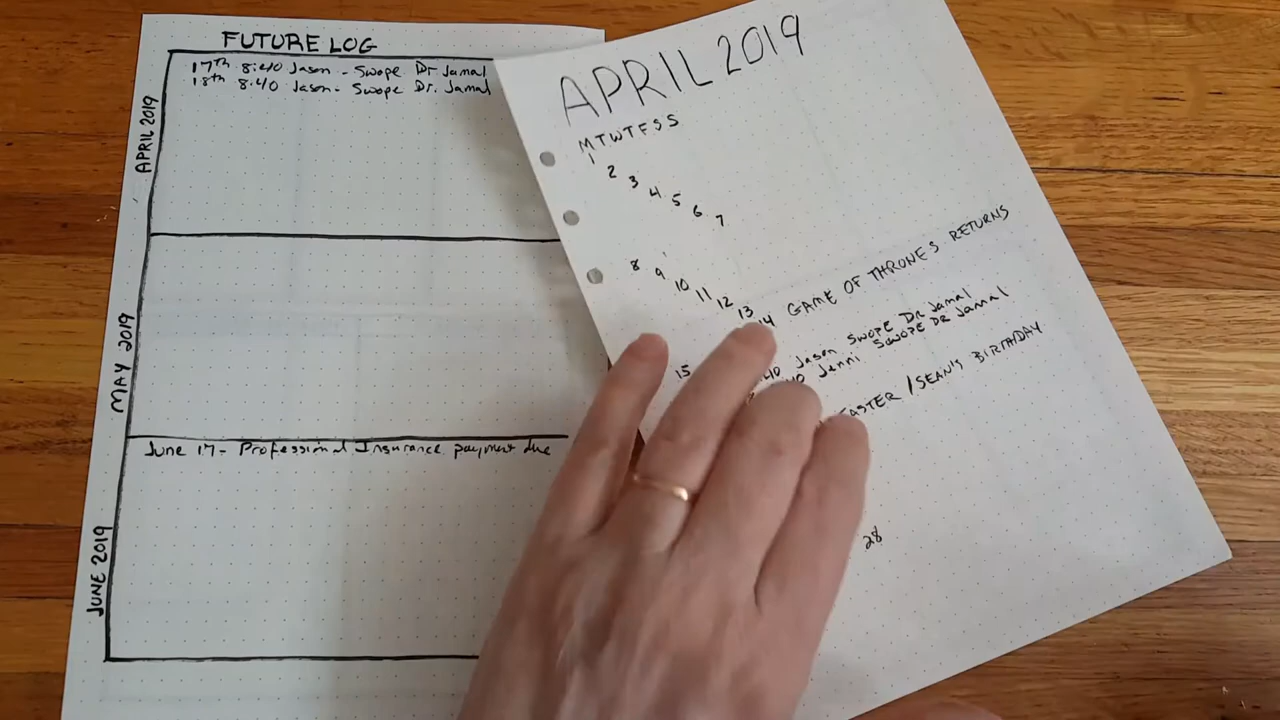 FUTURE LOG
17th 8:40 Jason - Swope Dr Jamal
18th 8:40 Jason - Swope Dr. Jamal
APRIL 2019
MAY 2019
June 17 - Professional Insurance payment due
JUNE 2019
APRIL 2019
M T W T F S S
1
2
3
4
5
6
7
8
9
10
11
12
13
14 GAME OF THRONES RETURNS
15
40 Jason SWOPE DR Jamal
40 Jenni SWOPE DR Jamal
EASTER / SEAN'S BIRTHDAY
28